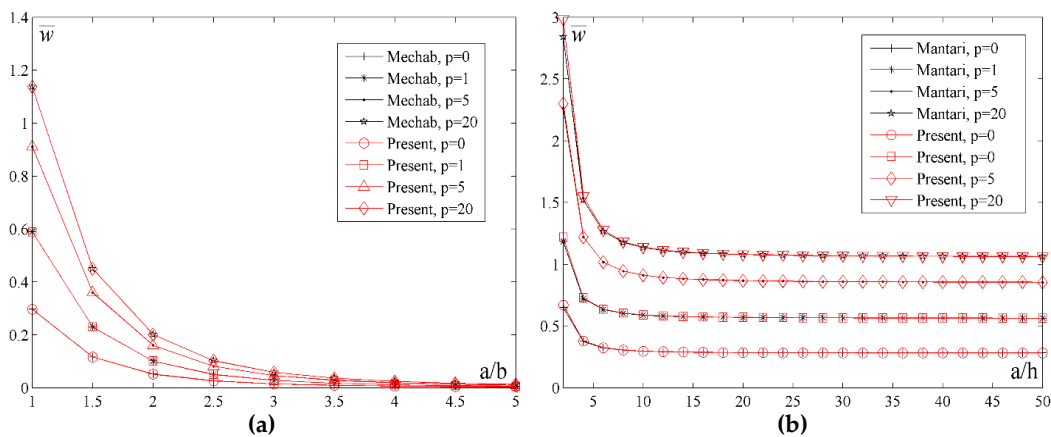 w̅
1.4
1.2
1
0.8
0.6
0.4
0.2
0
1 1.5 2 2.5 3 3.5 4 4.5 5
a/b
Mechab, p=0
Mechab, p=1
Mechab, p=5
Mechab, p=20
Present, p=0
Present, p=1
Present, p=5
Present, p=20
(a)
w̅
3
2.5
2
1.5
1
0.5
0
5 10 15 20 25 30 35 40 45 50
a/h
Mantari, p=0
Mantari, p=1
Mantari, p=5
Mantari, p=20
Present, p=0
Present, p=0
Present, p=5
Present, p=20
(b)